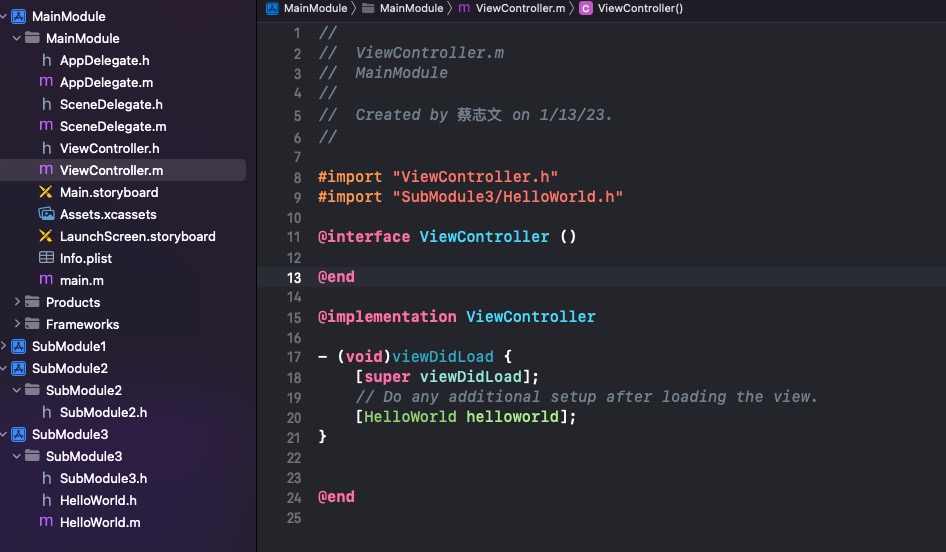 MainModule
MainModule
AppDelegate.h
AppDelegate.m
SceneDelegate.h
SceneDelegate.m
ViewController.h
ViewController.m
Main.storyboard
Assets.xcassets
LaunchScreen.storyboard
Info.plist
main.m
Products
Frameworks
SubModule1
SubModule2
SubModule2
SubModule2.h
SubModule3
SubModule3
SubModule3.h
HelloWorld.h
HelloWorld.m
MainModule 〉 MainModule 〉 ViewController.m 〉 C ViewController()
1 //
2 //  ViewController.m
3 //  MainModule
4 //
5 //  Created by 蔡志文 on 1/13/23.
6 //
7
8 #import "ViewController.h"
9 #import "SubModule3/HelloWorld.h"
10
11 @interface ViewController ()
12
13 @end
14
15 @implementation ViewController
16
17 - (void)viewDidLoad {
18     [super viewDidLoad];
19     // Do any additional setup after loading the view.
20     [HelloWorld helloworld];
21 }
22
23
24 @end
25